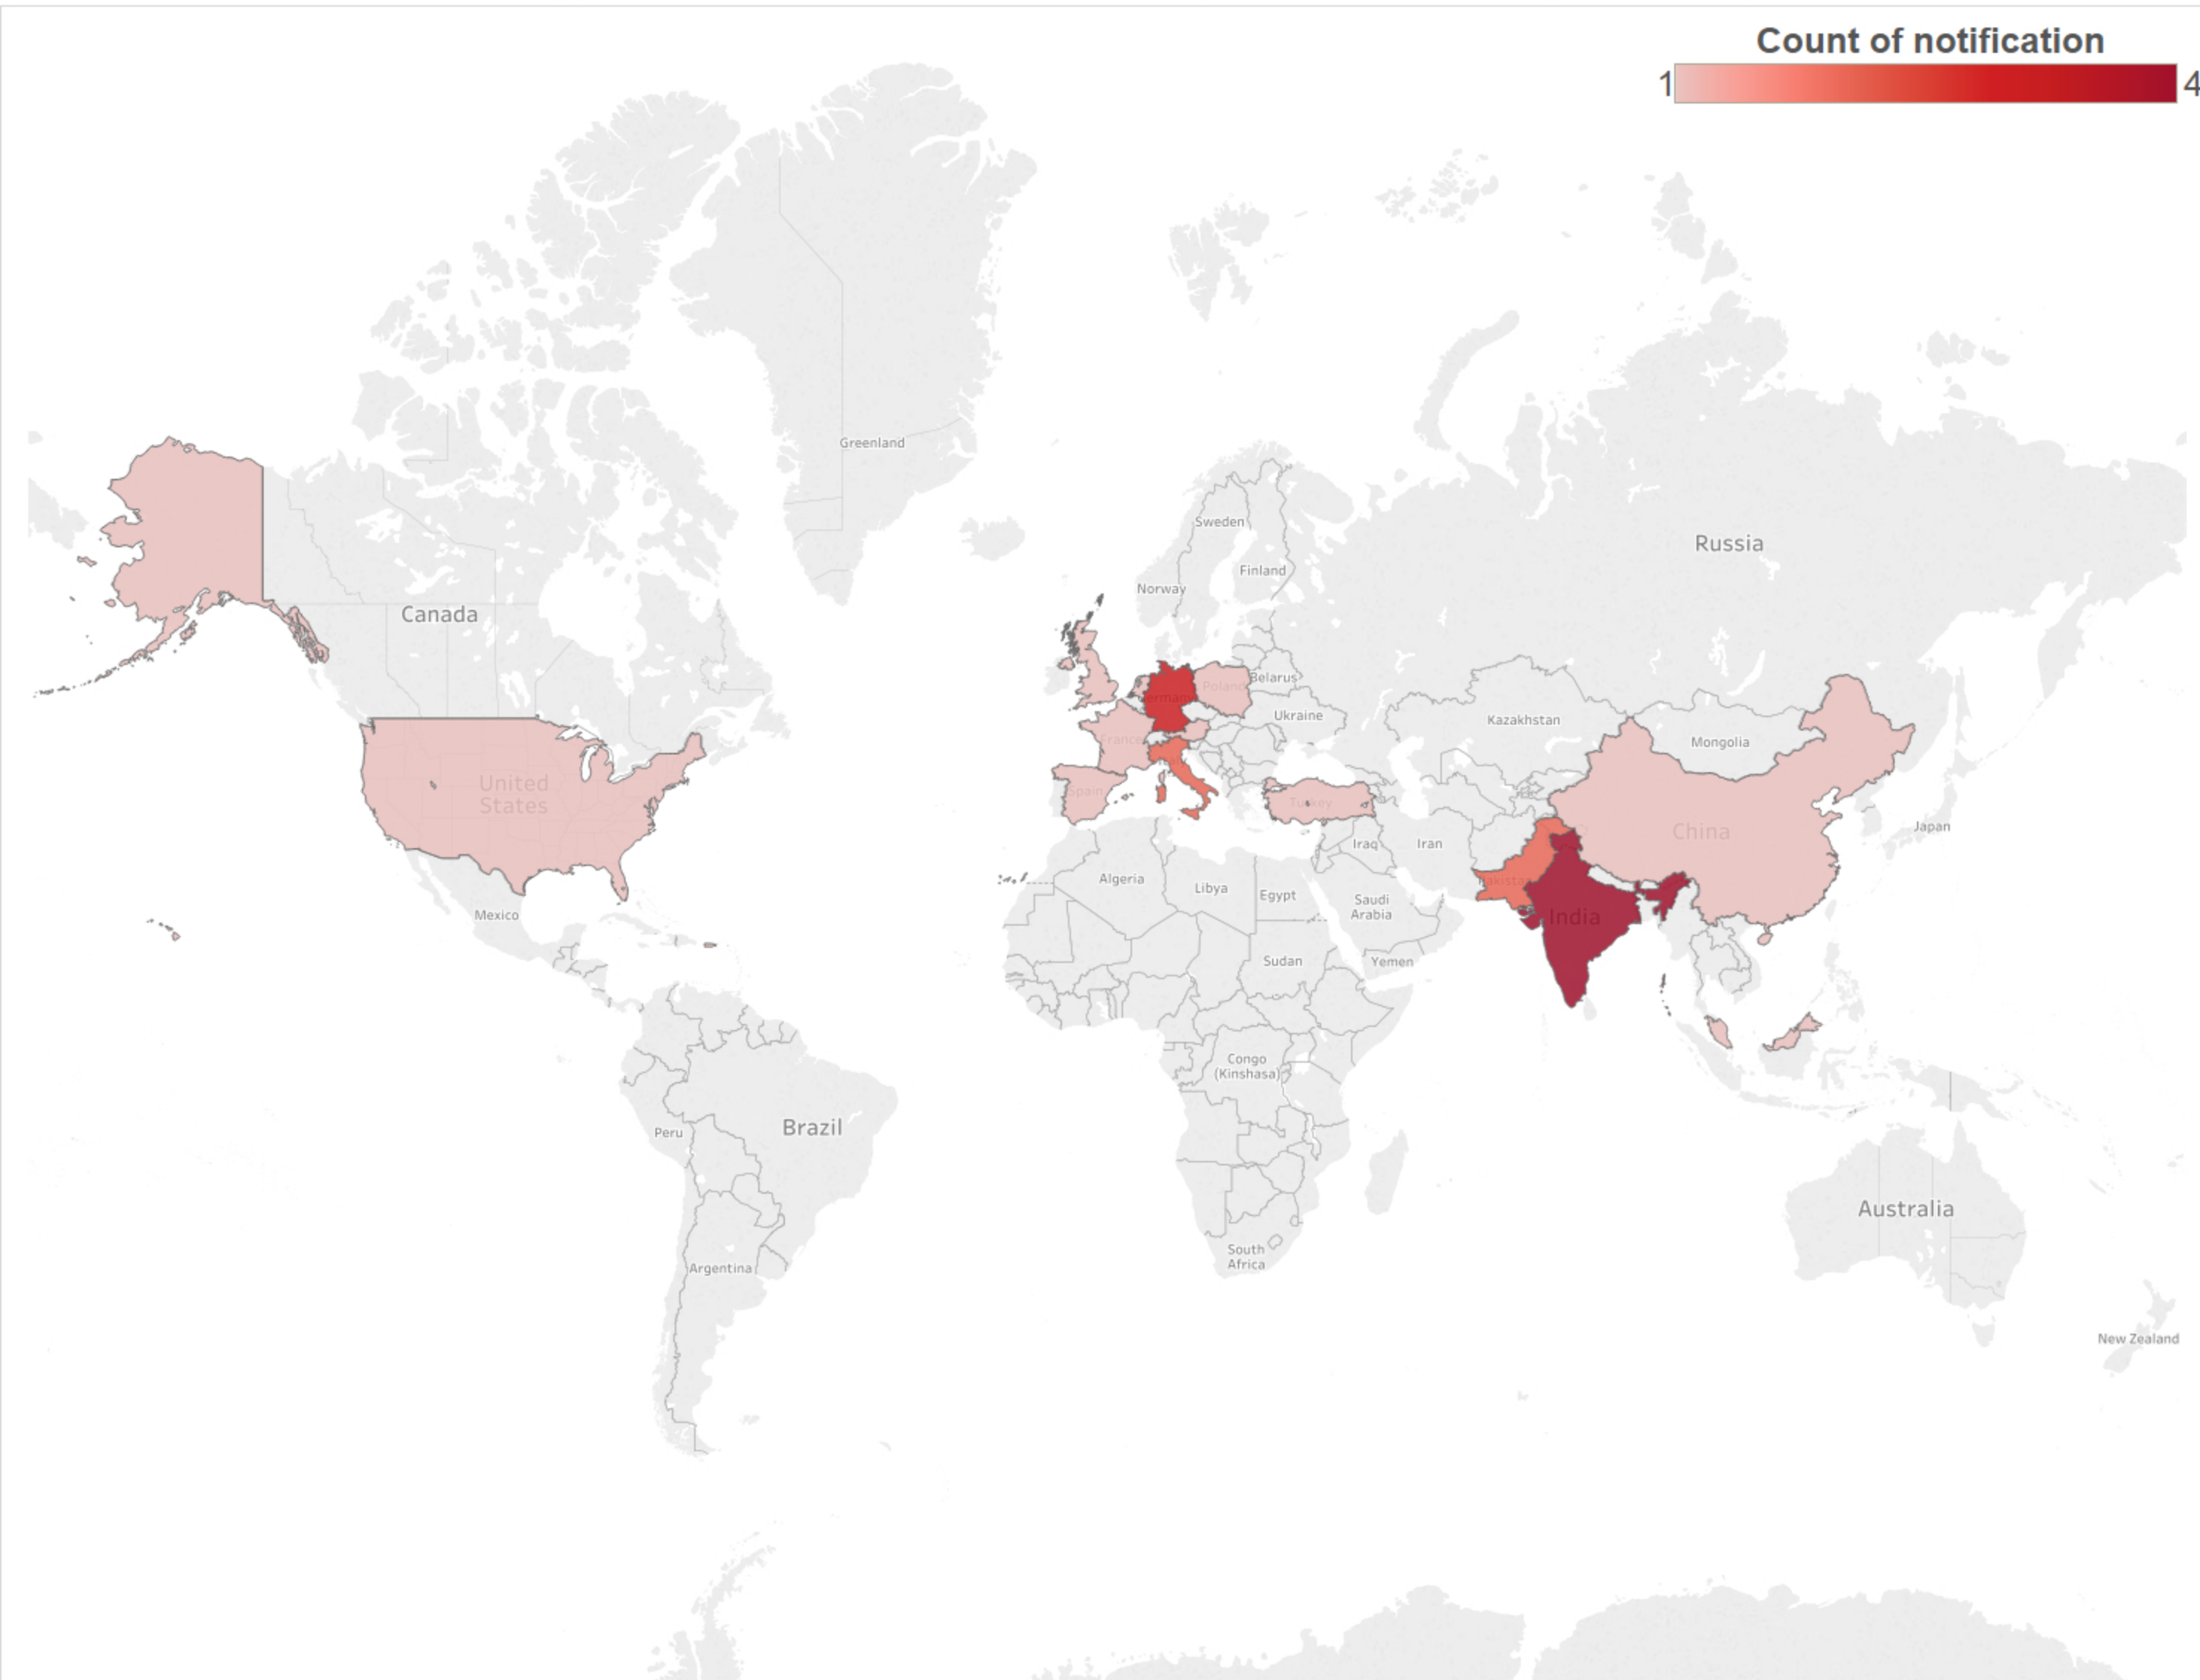 Count of notification
1
4
Greenland
Sweden
Russia
Finland
Norway
Canada
Belarus
Poland
Germany
Ukraine
Kazakhstan
France
Mongolia
United
States
Spain
Turkey
China
Japan
Iraq
Iran
Algeria
Libya
Egypt
Pakistan
Saudi
Arabia
Mexico
India
Sudan
Yemen
Congo
(Kinshasa)
Peru
Brazil
Australia
South
Africa
Argentina
New Zealand